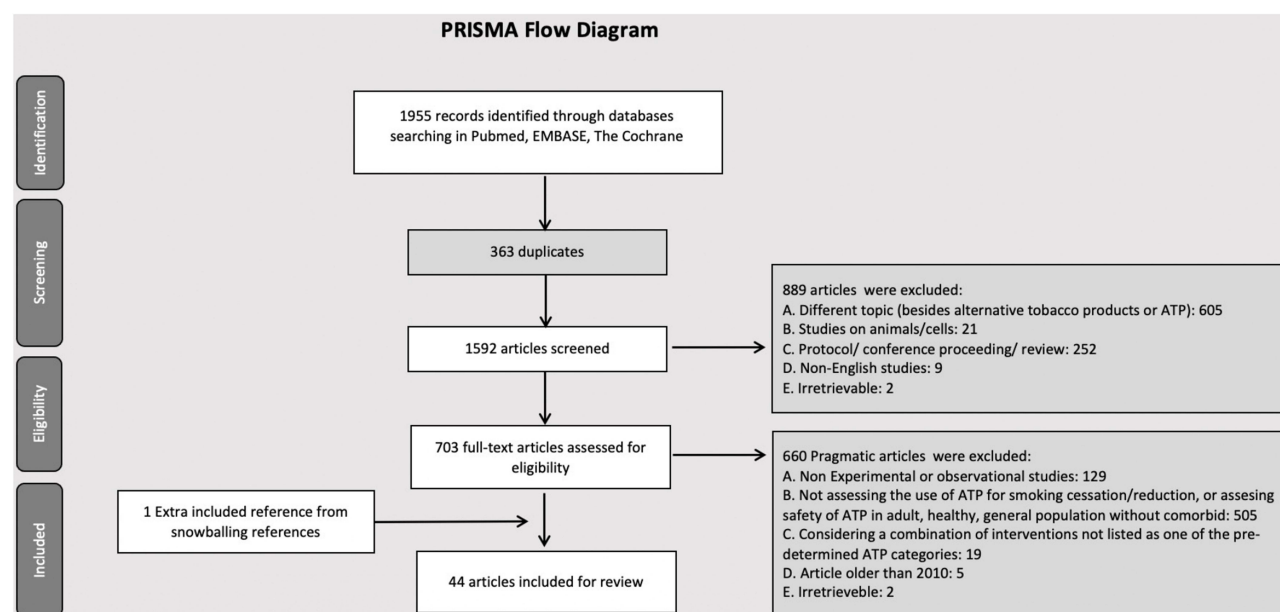 PRISMA Flow Diagram
Identification
1955 records identified through databases
searching in Pubmed, EMBASE, The Cochrane
Screening
363 duplicates
1592 articles screened
889 articles were excluded:
A. Different topic (besides alternative tobacco products or ATP): 605
B. Studies on animals/cells: 21
C. Protocol/ conference proceeding/ review: 252
D. Non-English studies: 9
E. Irretrievable: 2
Eligibility
703 full-text articles assessed for
eligibility
660 Pragmatic articles were excluded:
A. Non Experimental or observational studies: 129
B. Not assessing the use of ATP for smoking cessation/reduction, or assesing
safety of ATP in adult, healthy, general population without comorbid: 505
C. Considering a combination of interventions not listed as one of the pre-
determined ATP categories: 19
D. Article older than 2010: 5
E. Irretrieveble: 2
Included
1 Extra included reference from
snowballing references
44 articles included for review